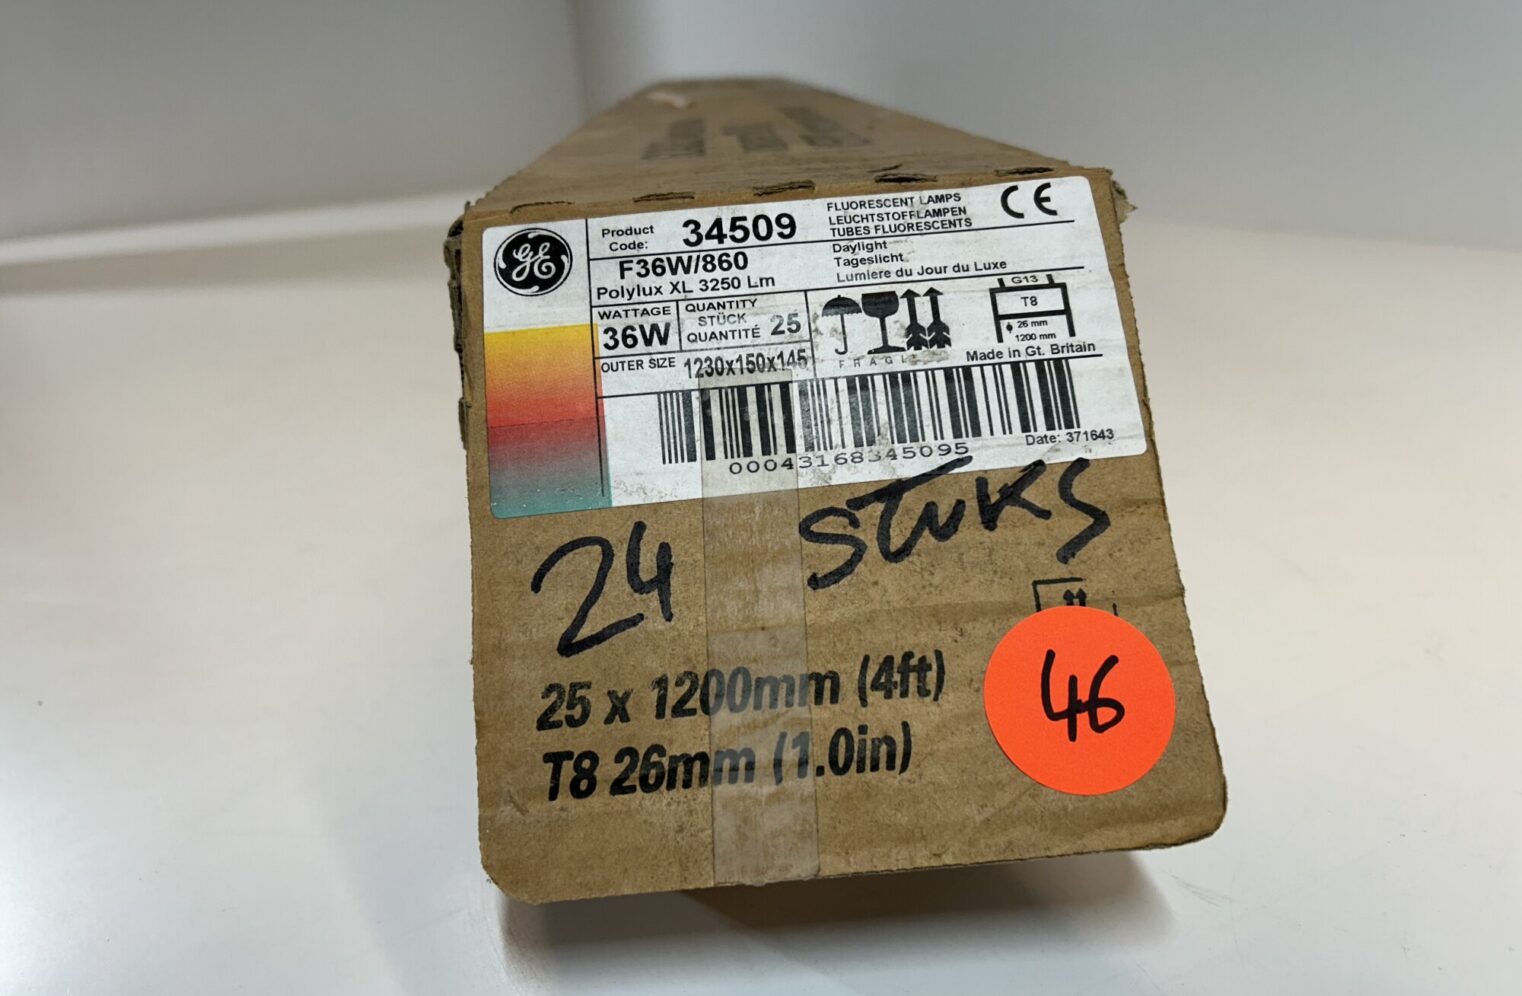 GE
Product Code: 34509
F36W/860
Polylux XL 3250 Lm
FLUORESCENT LAMPS
LEUCHTSTOFFLAMPEN
TUBES FLUORESCENTS
Daylight
Tageslicht
Lumiere du Jour du Luxe
CE
WATTAGE
36W
QUANTITY
STÜCK
QUANTITÉ
25
OUTER SIZE 1230x150x145
FRAGILE
G13
T8
26 mm
1200 mm
Made in Gt. Britain
00043168345095
Date: 371643
24 stuks
25 x 1200mm (4ft)
T8 26mm (1.0in)
46